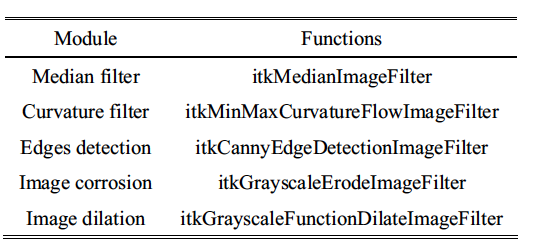 Module Functions
Median filter itkMedianImageFilter
Curvature filter itkMinMaxCurvatureFlowImageFilter
Edges detection itkCannyEdgeDetectionImageFilter
Image corrosion itkGrayscaleErodeImageFilter
Image dilation itkGrayscaleFunctionDilateImageFilter